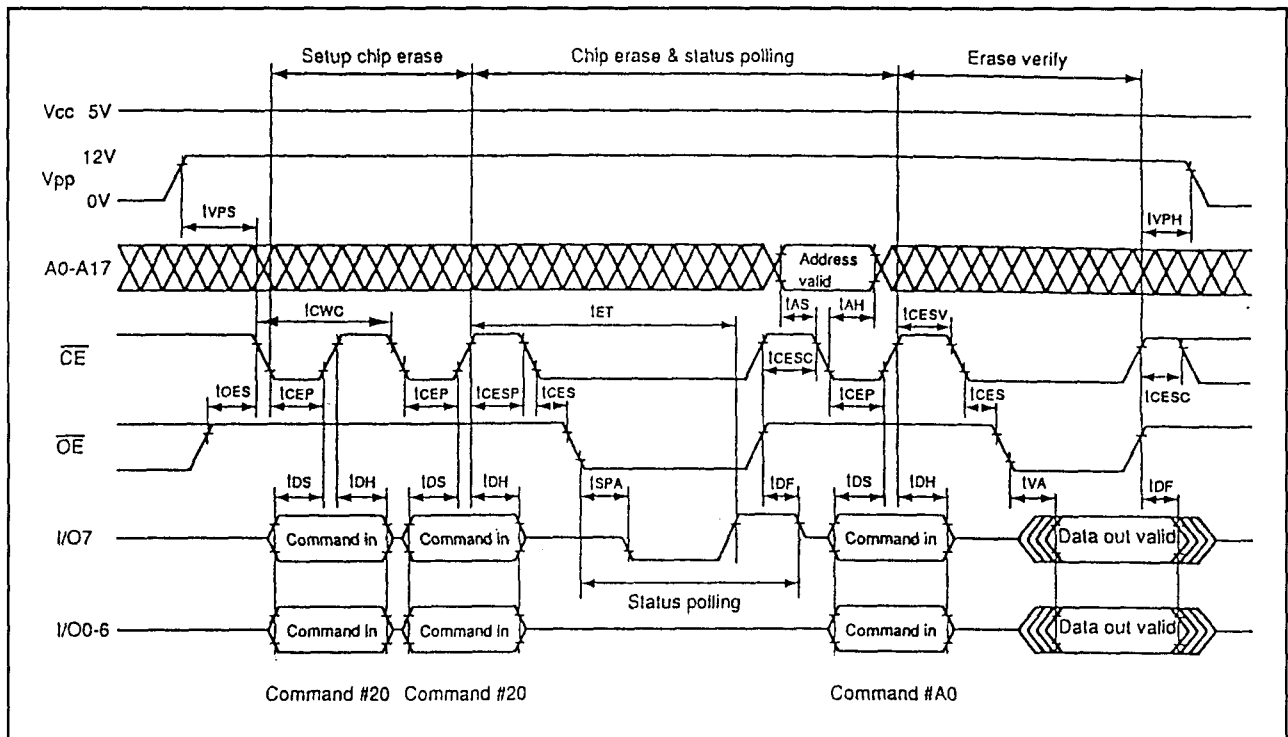 Setup chip erase Chip erase & status polling Erase verify
Vcc 5V
12V
Vpp
0V
tVPS tVPH
A0-A17 Address valid
tCWC tET tAS tAH tCESV
CE
tOES tCEP tCEP tCESP tCES tCESC tCEP tCES tCESC
OE
tDS tDH tDS tDH tSPA tDF tDS tDH tVA tDF
I/O7 Command in Command in Command in Data out valid
Status polling
I/O0-6 Command in Command in Command in Data out valid
Command #20 Command #20 Command #A0